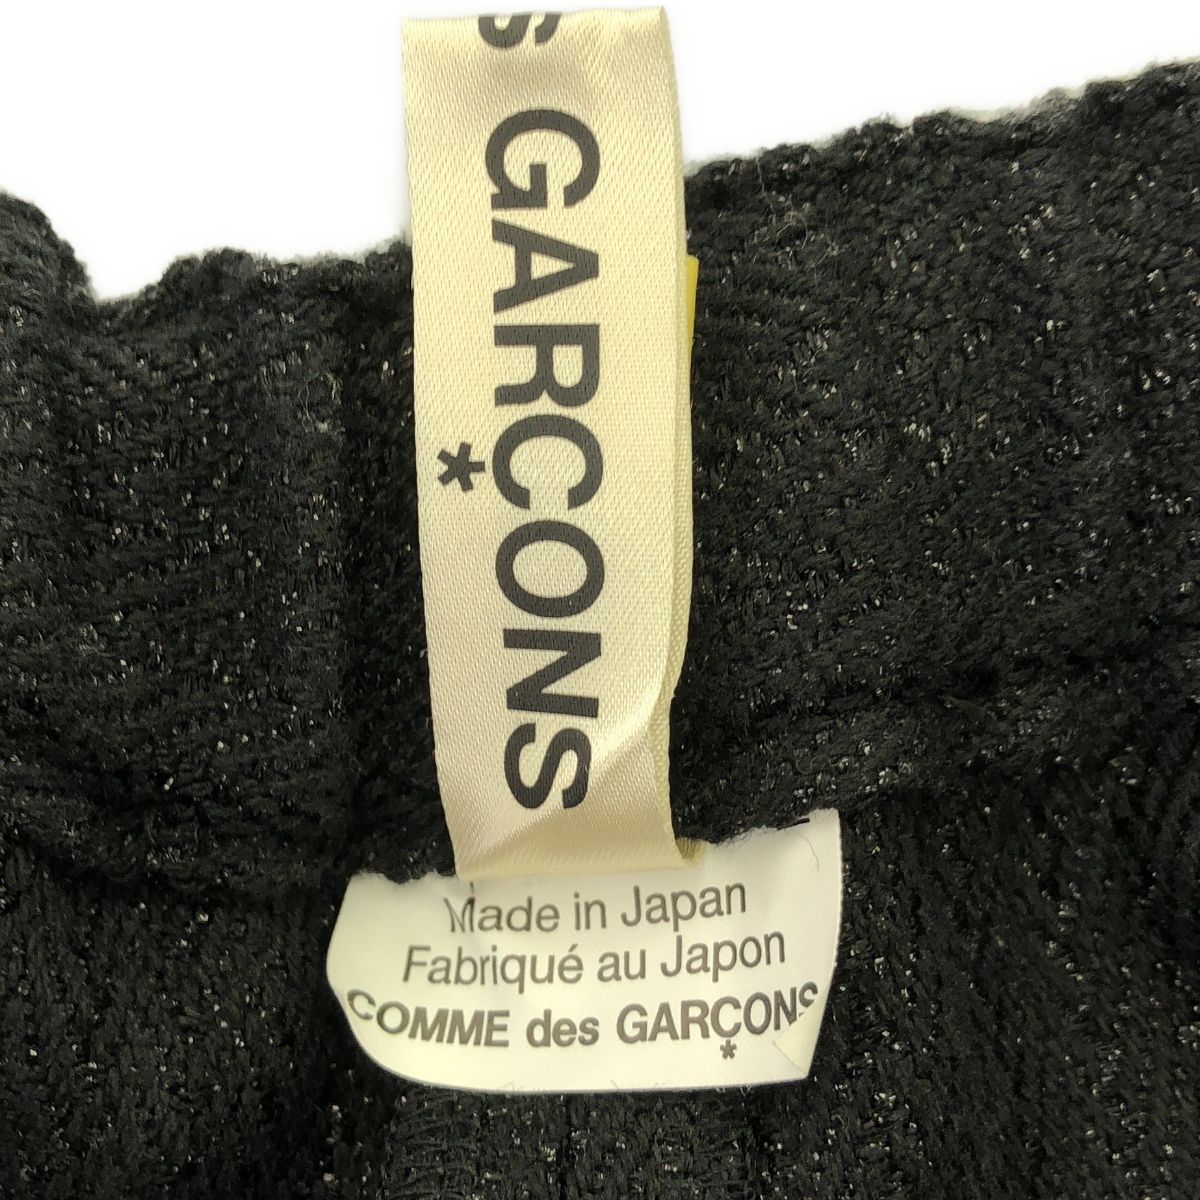 S GARÇONS
*
Made in Japan
Fabriqué au Japon
COMME des GARÇONS
*